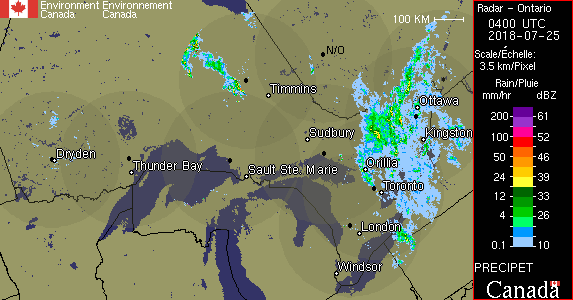 Environment Environnement
Canada Canada
100 KM
N/O
Timmins
Ottawa
Sudbury
Kingston
Dryden
Thunder Bay
Sault Ste. Marie
Orillia
Toronto
London
Windsor
Radar - Ontario
0400 UTC
2018-07-25
Scale/Échelle:
3.5 km/Pixel
Rain/Pluie
mm/hr dBZ
200 61
100 52
50 46
24 39
12 33
4 26
0.1 10
PRECIPET
Canada